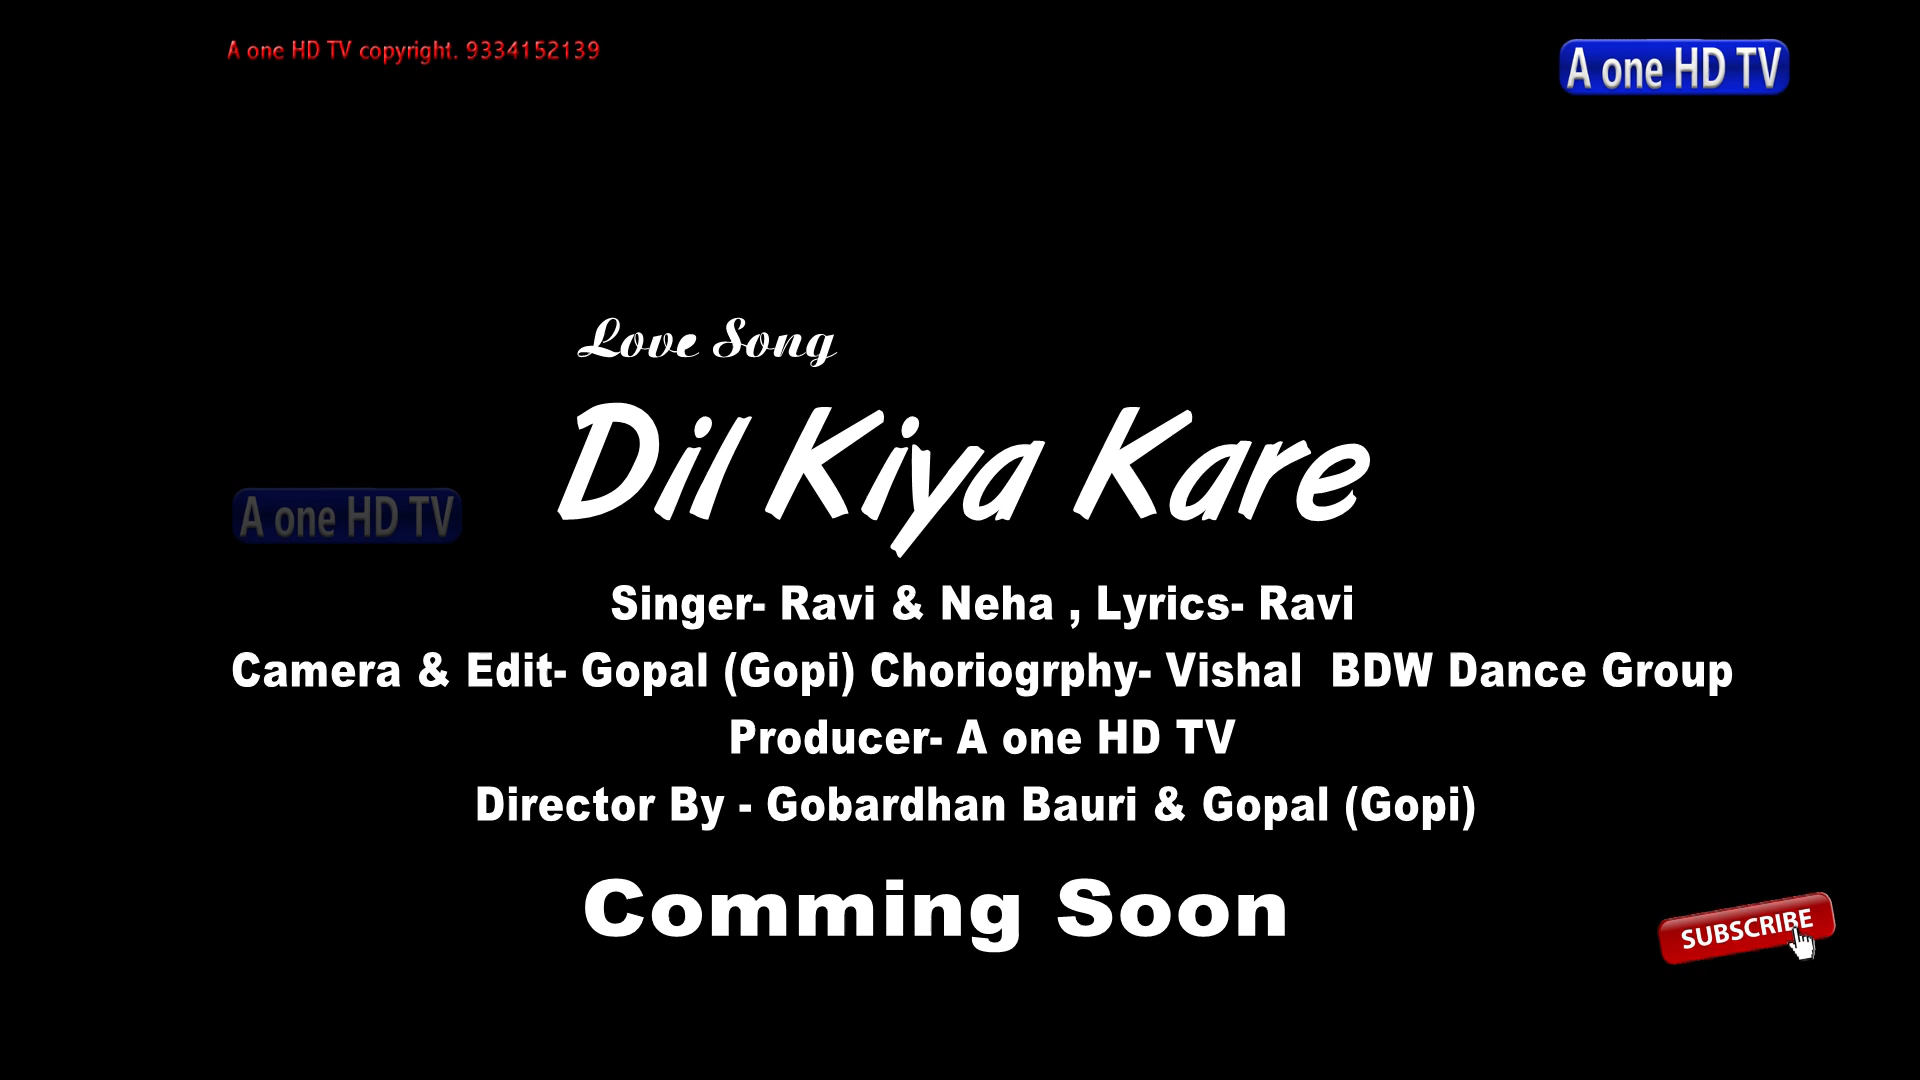 A one HD TV copyright. 9334152139
A one HD TV
Love Song
Dil Kiya Kare
A one HD TV
Singer- Ravi & Neha , Lyrics- Ravi
Camera & Edit- Gopal (Gopi) Choriogrphy- Vishal  BDW Dance Group
Producer- A one HD TV
Director By - Gobardhan Bauri & Gopal (Gopi)
Comming Soon
SUBSCRIBE